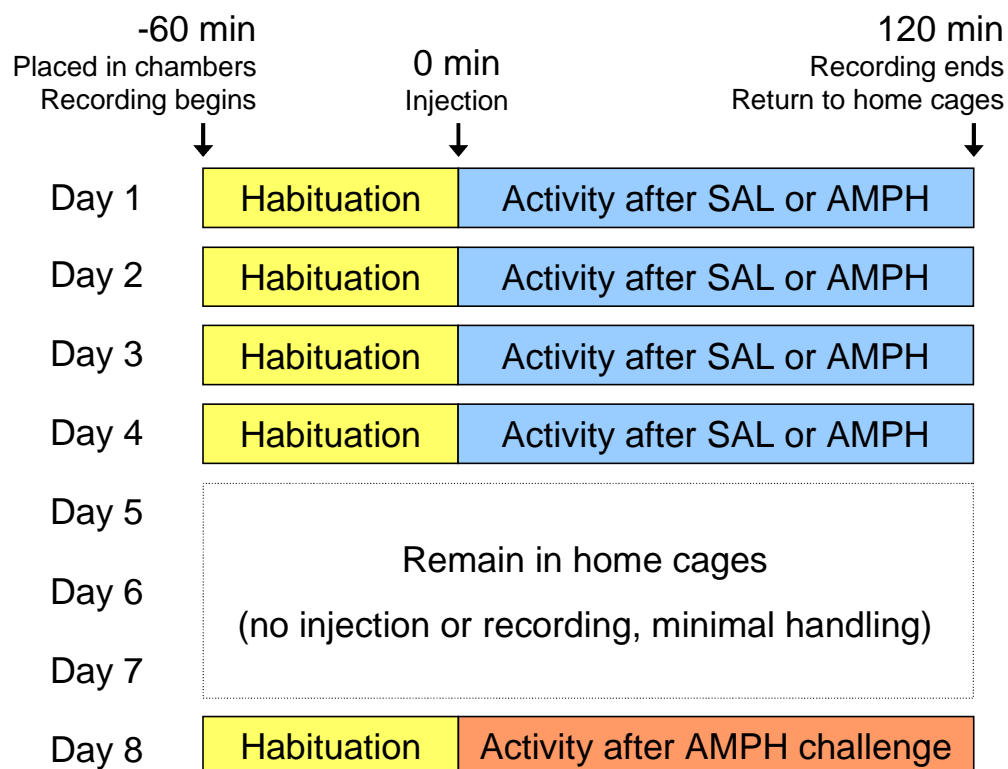 -60 min
Placed in chambers
Recording begins
0 min
Injection
120 min
Recording ends
Return to home cages
Day 1
Habituation
Activity after SAL or AMPH
Day 2
Habituation
Activity after SAL or AMPH
Day 3
Habituation
Activity after SAL or AMPH
Day 4
Habituation
Activity after SAL or AMPH
Day 5
Day 6
Day 7
Remain in home cages
(no injection or recording, minimal handling)
Day 8
Habituation
Activity after AMPH challenge